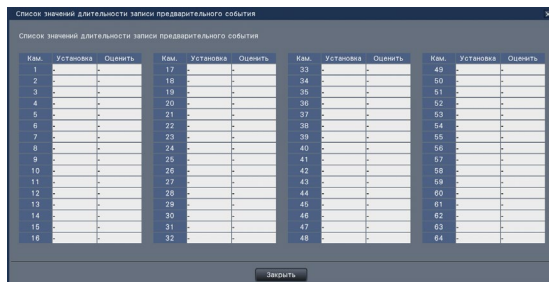 Список значений длительности записи предварительного события
Список значений длительности записи предварительного события
Кам. Установка Оценить Кам. Установка Оценить Кам. Установка Оценить Кам. Установка Оценить
1 - - 17 - - 33 - - 49 - -
2 - - 18 - - 34 - - 50 - -
3 - - 19 - - 35 - - 51 - -
4 - - 20 - - 36 - - 52 - -
5 - - 21 - - 37 - - 53 - -
6 - - 22 - - 38 - - 54 - -
7 - - 23 - - 39 - - 55 - -
8 - - 24 - - 40 - - 56 - -
9 - - 25 - - 41 - - 57 - -
10 - - 26 - - 42 - - 58 - -
11 - - 27 - - 43 - - 59 - -
12 - - 28 - - 44 - - 60 - -
13 - - 29 - - 45 - - 61 - -
14 - - 30 - - 46 - - 62 - -
15 - - 31 - - 47 - - 63 - -
16 - - 32 - - 48 - - 64 - -
Закрыть